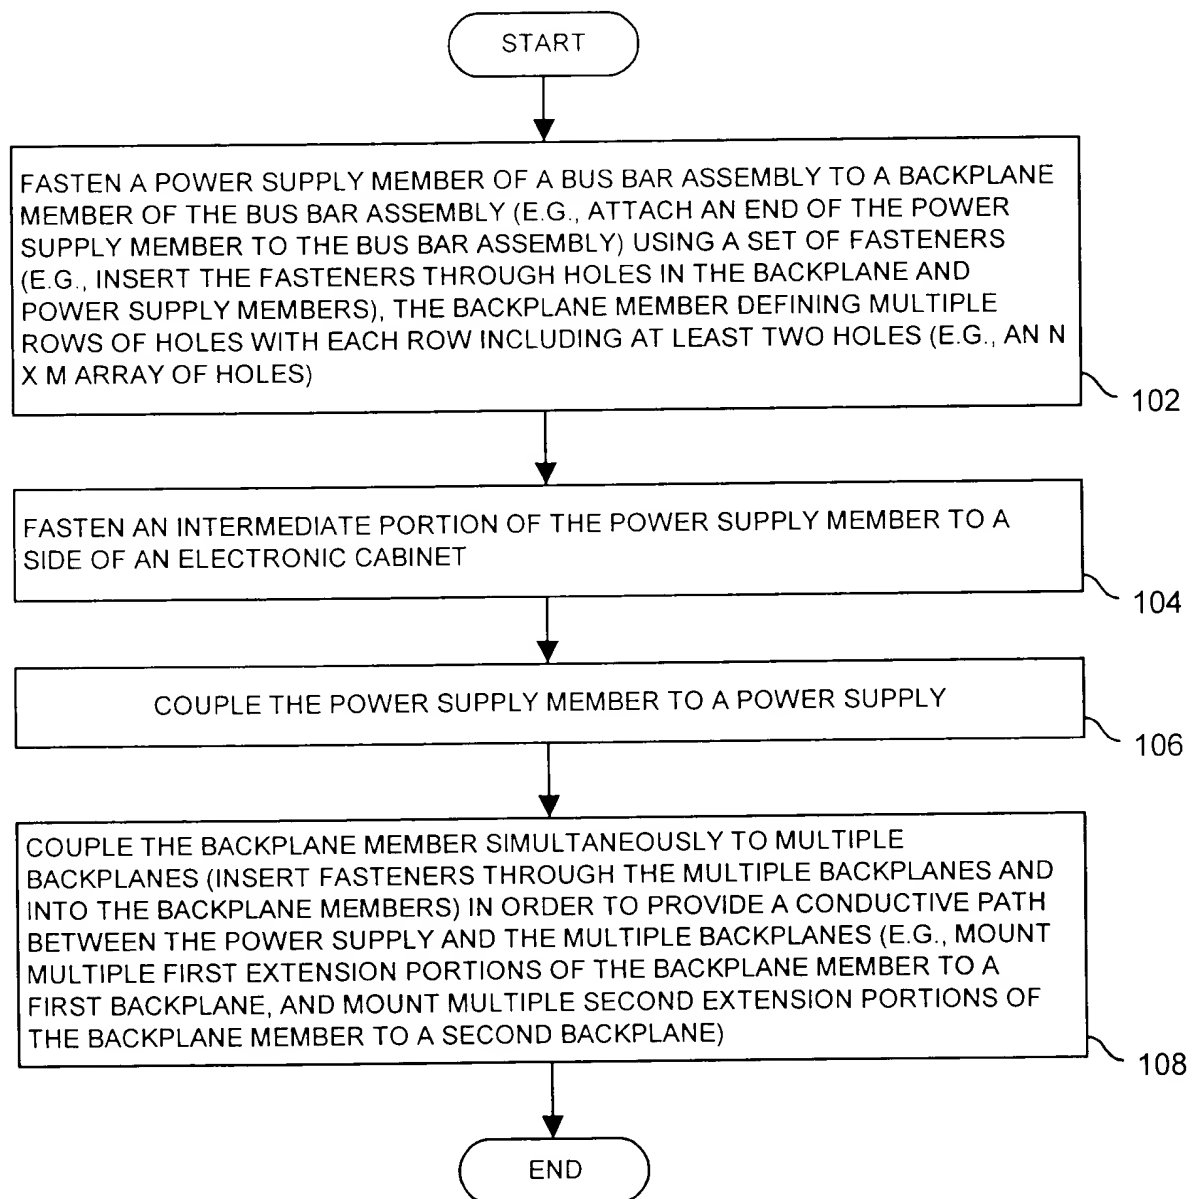 START
FASTEN A POWER SUPPLY MEMBER OF A BUS BAR ASSEMBLY TO A BACKPLANE
MEMBER OF THE BUS BAR ASSEMBLY (E.G., ATTACH AN END OF THE POWER
SUPPLY MEMBER TO THE BUS BAR ASSEMBLY) USING A SET OF FASTENERS
(E.G., INSERT THE FASTENERS THROUGH HOLES IN THE BACKPLANE AND
POWER SUPPLY MEMBERS), THE BACKPLANE MEMBER DEFINING MULTIPLE
ROWS OF HOLES WITH EACH ROW INCLUDING AT LEAST TWO HOLES (E.G., AN N
X M ARRAY OF HOLES)
102
FASTEN AN INTERMEDIATE PORTION OF THE POWER SUPPLY MEMBER TO A
SIDE OF AN ELECTRONIC CABINET
104
COUPLE THE POWER SUPPLY MEMBER TO A POWER SUPPLY
106
COUPLE THE BACKPLANE MEMBER SIMULTANEOUSLY TO MULTIPLE
BACKPLANES (INSERT FASTENERS THROUGH THE MULTIPLE BACKPLANES AND
INTO THE BACKPLANE MEMBERS) IN ORDER TO PROVIDE A CONDUCTIVE PATH
BETWEEN THE POWER SUPPLY AND THE MULTIPLE BACKPLANES (E.G., MOUNT
MULTIPLE FIRST EXTENSION PORTIONS OF THE BACKPLANE MEMBER TO A
FIRST BACKPLANE, AND MOUNT MULTIPLE SECOND EXTENSION PORTIONS OF
THE BACKPLANE MEMBER TO A SECOND BACKPLANE)
108
END